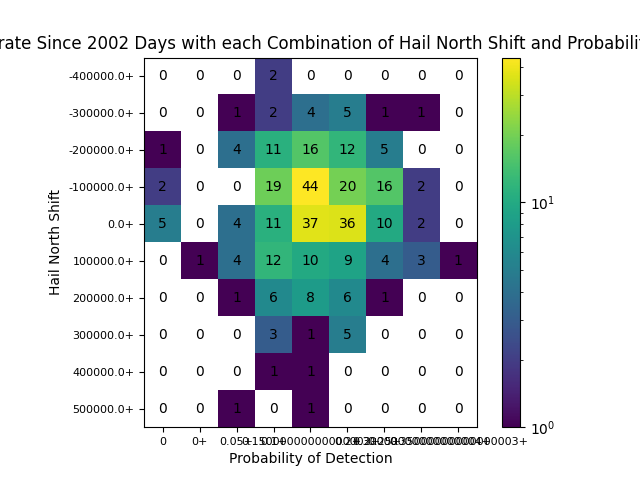 rate Since 2002 Days with each Combination of Hail North Shift and Probabili
-400000.0+ 0 0 0 2 0 0 0 0 0
-300000.0+ 0 0 1 2 4 5 1 1 0
-200000.0+ 1 0 4 11 16 12 5 0 0
-100000.0+ 2 0 0 19 44 20 16 2 0
0.0+ 5 0 4 11 37 36 10 2 0
100000.0+ 0 1 4 12 10 9 4 3 1
200000.0+ 0 0 1 6 8 6 1 0 0
300000.0+ 0 0 0 3 1 5 0 0 0
400000.0+ 0 0 0 1 1 0 0 0 0
500000.0+ 0 0 1 0 1 0 0 0 0
0 0+
Probability of Detection
Hail North Shift
10¹
10⁰